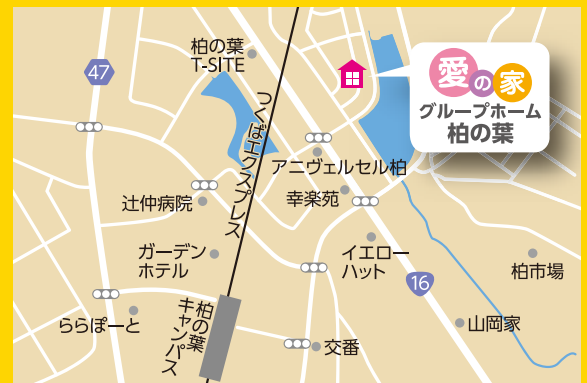 柏の葉
T-SITE
47
愛の家
グループホーム
柏の葉
つくばエクスプレス
アニヴェルセル柏
辻仲病院
幸楽苑
ガーデン
ホテル
イエロー
ハット
柏市場
16
ららぽーと
柏の葉
キャンパス
山岡家
交番